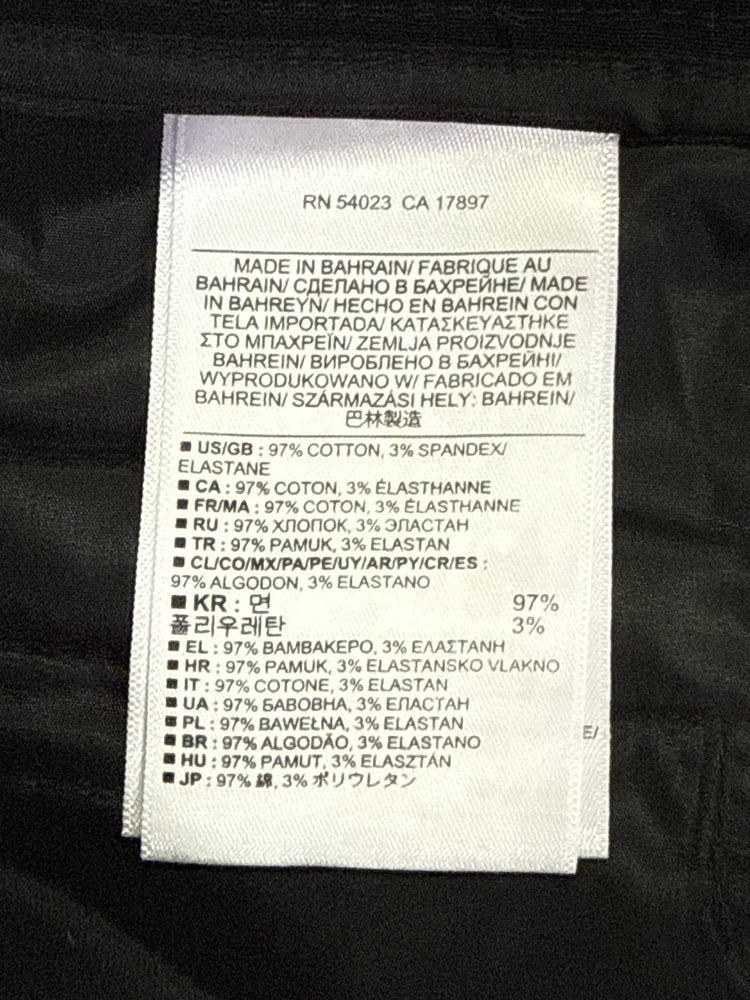 RN 54023 CA 17897
MADE IN BAHRAIN/ FABRIQUE AU
BAHRAIN/ СДЕЛАНО В БАХРЕЙНЕ/ MADE
IN BAHREYN/ HECHO EN BAHREIN CON
TELA IMPORTADA/ ΚΑΤΑΣΚΕΥΑΣΤΗΚΕ
ΣΤΟ ΜΠΑΧΡΕΪΝ/ ZEMLJA PROIZVODNJE
BAHREIN/ ВИРОБЛЕНО В БАХРЕЙНІ/
WYPRODUKOWANO W/ FABRICADO EM
BAHREIN/ SZÁRMAZÁSI HELY: BAHREIN/
巴林製造
■ US/GB : 97% COTTON, 3% SPANDEX/
ELASTANE
■ CA : 97% COTON, 3% ÉLASTHANNE
■ FR/MA : 97% COTON, 3% ÉLASTHANNE
■ RU : 97% ХЛОПОК, 3% ЭЛАСТАН
■ TR : 97% PAMUK, 3% ELASTAN
■ CL/CO/MX/PA/PE/UY/AR/PY/CR/ES :
97% ALGODON, 3% ELASTANO
■ KR : 면 97%
폴리우레탄 3%
■ EL : 97% ΒΑΜΒΑΚΕΡΟ, 3% ΕΛΑΣΤΑΝΗ
■ HR : 97% PAMUK, 3% ELASTANSKO VLAKNO
■ IT : 97% COTONE, 3% ELASTAN
■ UA : 97% БАВОВНА, 3% ЕЛАСТАН
■ PL : 97% BAWEŁNA, 3% ELASTAN
■ BR : 97% ALGODÃO, 3% ELASTANO
■ HU : 97% PAMUT, 3% ELASZTÁN
■ JP : 97% 綿, 3% ポリウレタン
E/